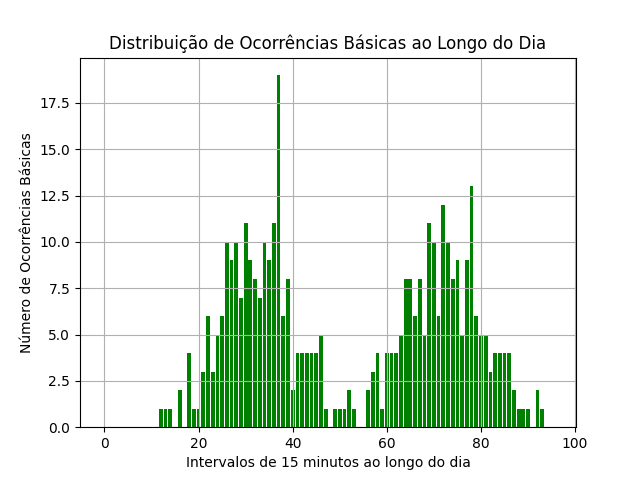 Distribuição de Ocorrências Básicas ao Longo do Dia
Número de Ocorrências Básicas
17.5
15.0
12.5
10.0
7.5
5.0
2.5
0.0
0 20 40 60 80 100
Intervalos de 15 minutos ao longo do dia